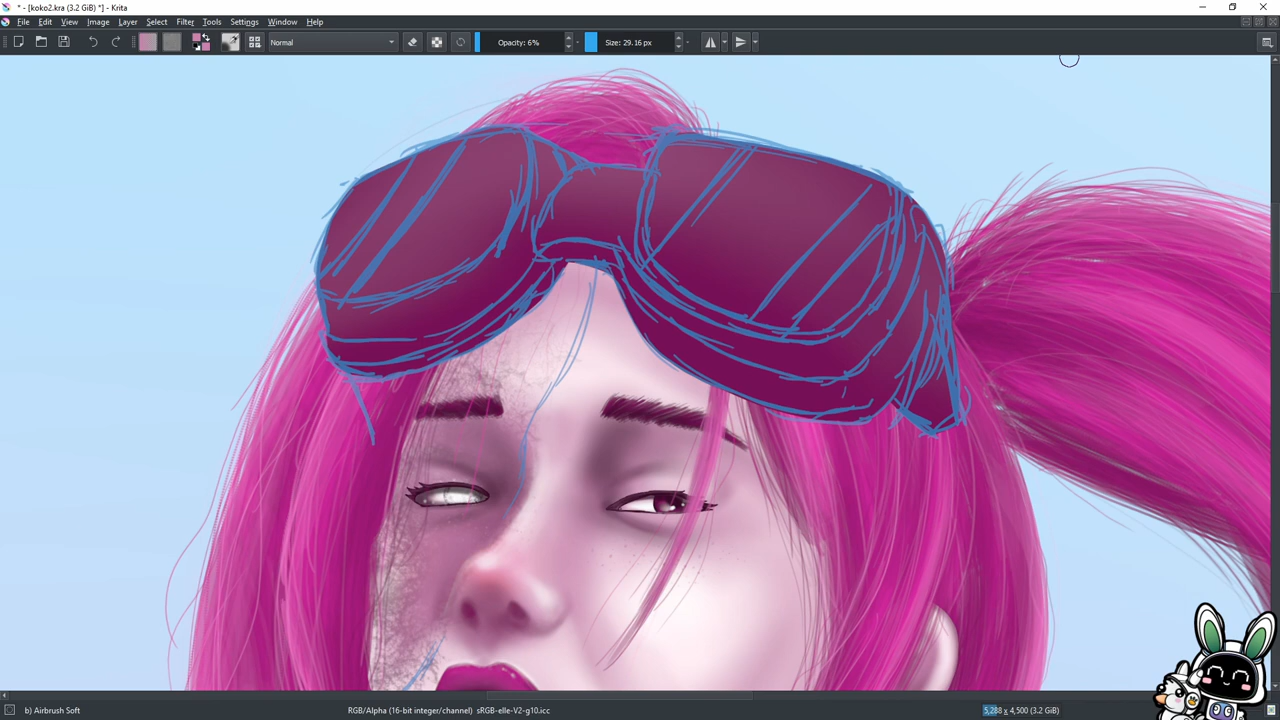 * - [koko2.kra (3.2 GiB) *] - Krita
File Edit View Image Layer Select Filter Tools Settings Window Help
Normal Opacity: 6% Size: 29.16 px
b) Airbrush Soft RGB/Alpha (16-bit integer/channel) sRGB-elle-V2-g10.icc 5,288 x 4,500 (3.2 GiB)